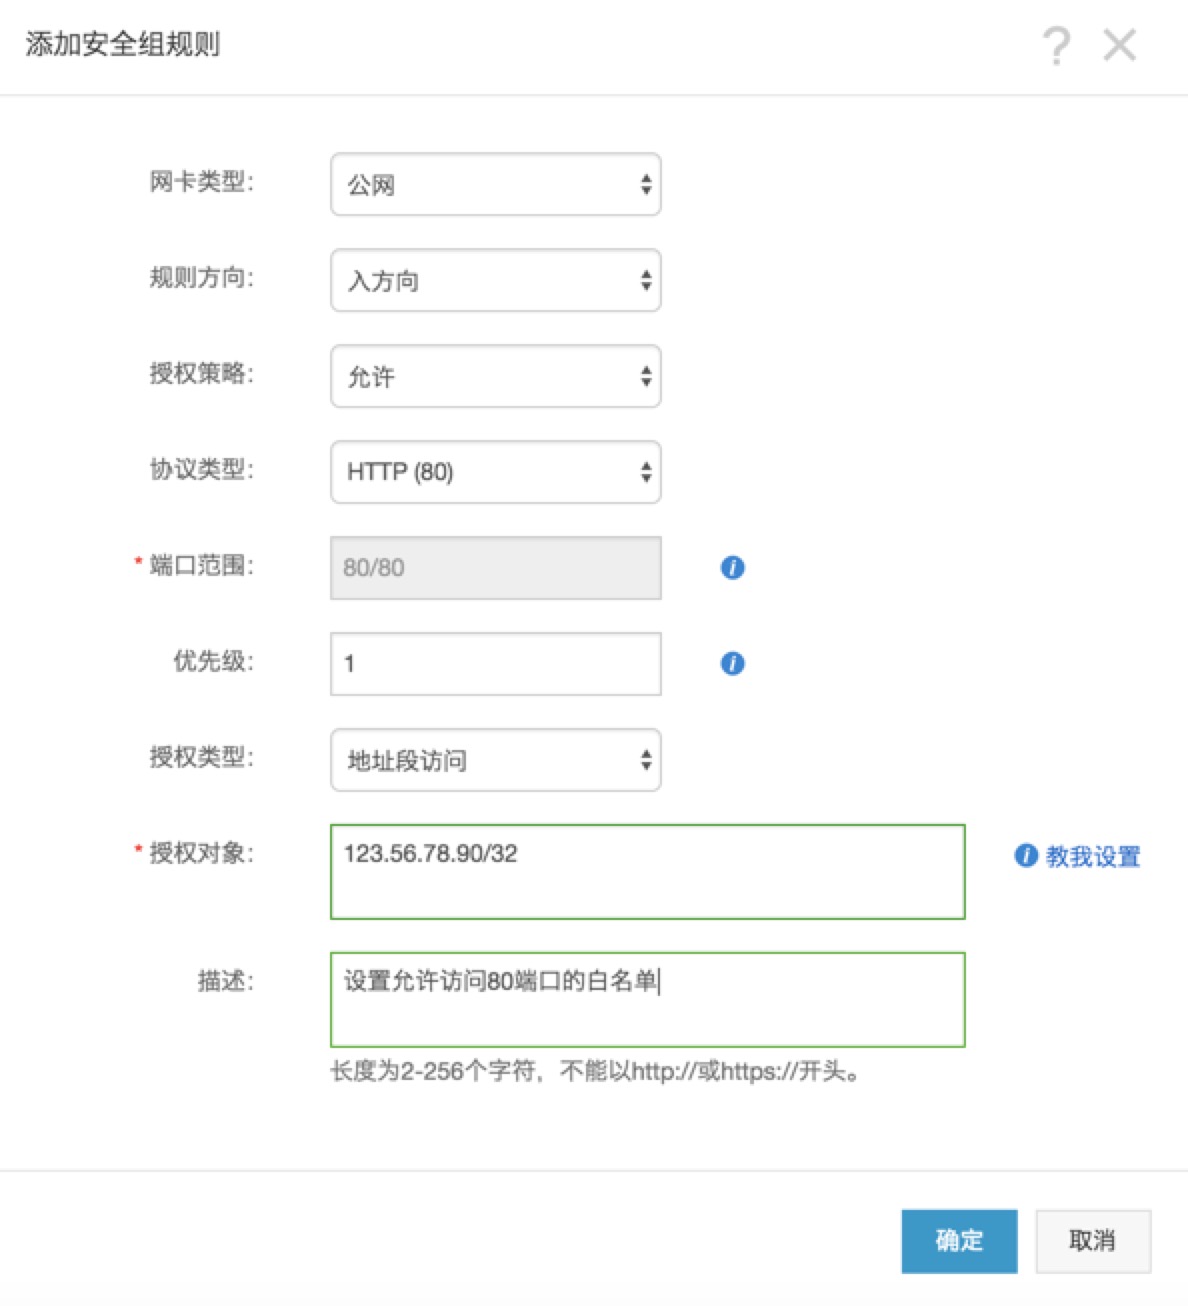 添加安全组规则
网卡类型: 公网
规则方向: 入方向
授权策略: 允许
协议类型: HTTP (80)
* 端口范围: 80/80
优先级: 1
授权类型: 地址段访问
* 授权对象: 123.56.78.90/32 教我设置
描述: 设置允许访问80端口的白名单
长度为2-256个字符，不能以http://或https://开头。
确定 取消